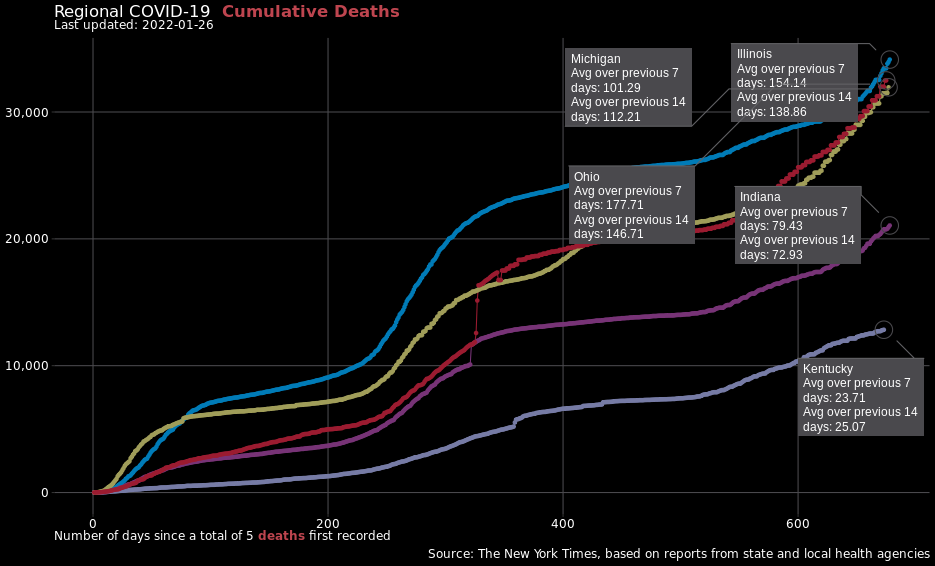 Regional COVID-19 Cumulative Deaths
Last updated: 2022-01-26
Michigan
Avg over previous 7
days: 101.29
Avg over previous 14
days: 112.21
Illinois
Avg over previous 7
days: 154.14
Avg over previous 14
days: 138.86
Ohio
Avg over previous 7
days: 177.71
Avg over previous 14
days: 146.71
Indiana
Avg over previous 7
days: 79.43
Avg over previous 14
days: 72.93
Kentucky
Avg over previous 7
days: 23.71
Avg over previous 14
days: 25.07
30,000
20,000
10,000
0
0 200 400 600
Number of days since a total of 5 deaths first recorded
Source: The New York Times, based on reports from state and local health agencies